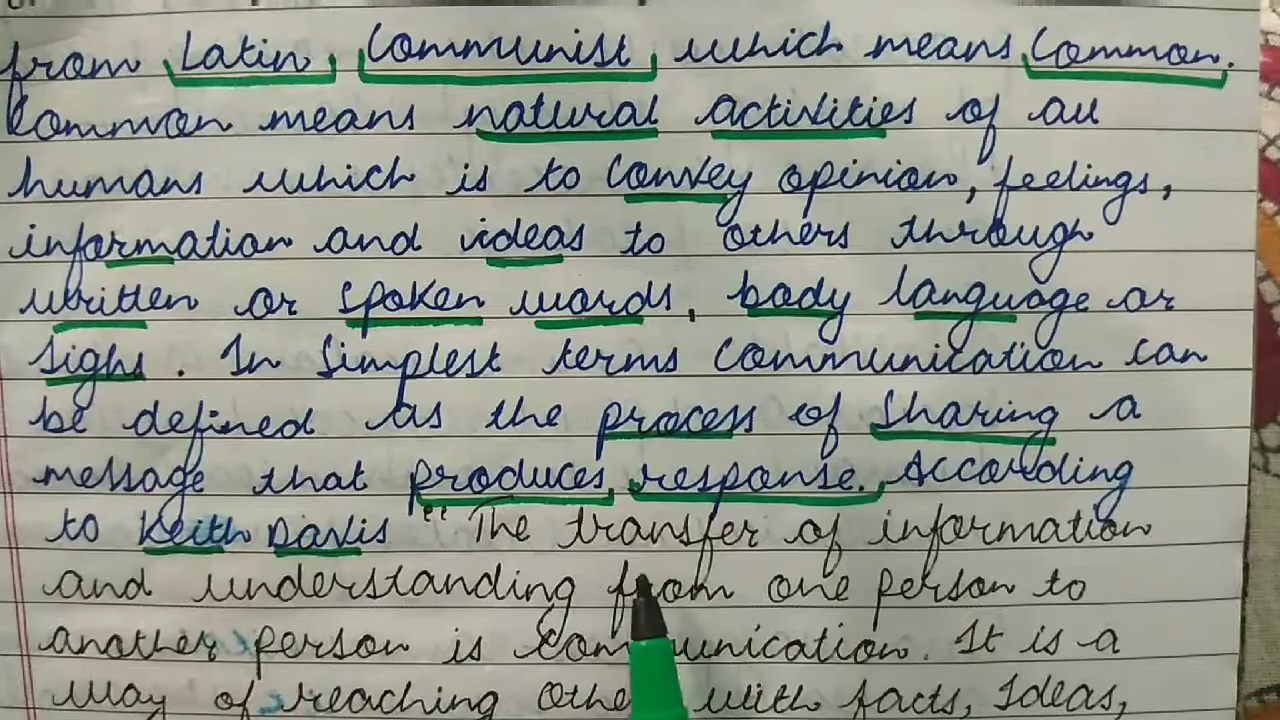 from Latin, Communist, which means Common.
Common means natural activities of all
humans which is to Convey opinion, feelings,
information and ideas to others through
written or spoken words, body language or
Sighs. In Simplest terms Communication can
be defined as the process of Sharing a
message that produces, response. According
to Keith Davis "The transfer of information
and understanding from one person to
another person is communication. It is a
way of reaching Othe with facts, Ideas,